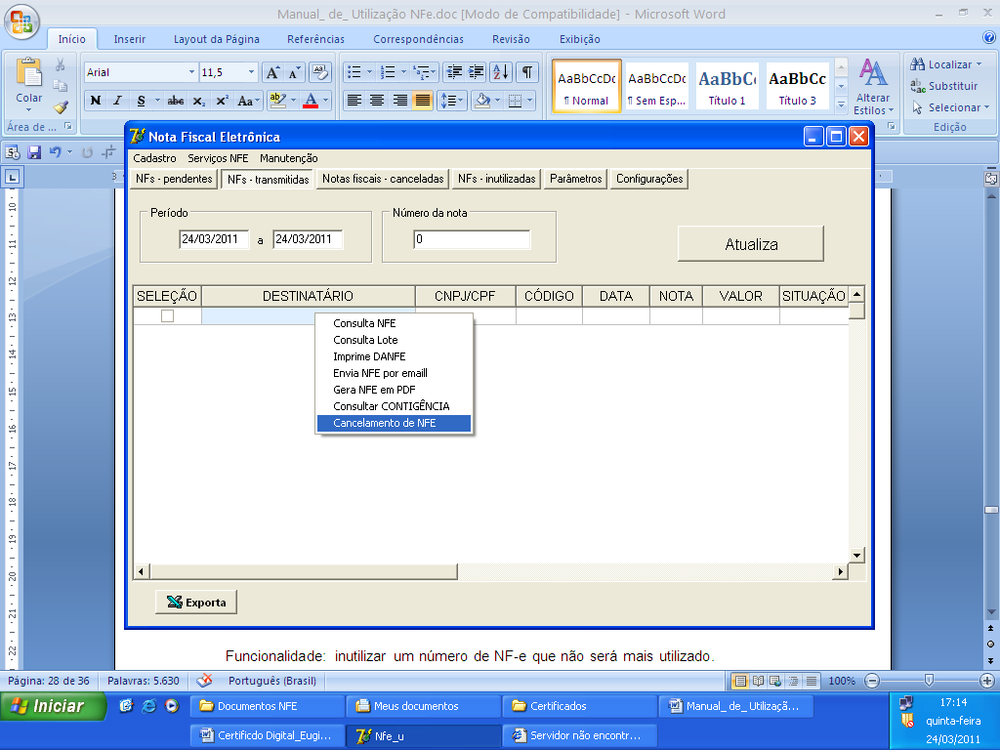 Manual_ de_ Utilização NFe.doc [Modo de Compatibilidade] - Microsoft Word
Início Inserir Layout da Página Referências Correspondências Revisão Exibição
Colar
Área de ...
Arial 11,5
N I S abc x₂ x² Aa
AaBbCcDc AaBbCcDc AaBbC AaBbCc
¶ Normal ¶ Sem Esp... Título 1 Título 3
Alterar
Estilos
Localizar
Substituir
Selecionar
Edição
Nota Fiscal Eletrônica
Cadastro Serviços NFE Manutenção
NFs - pendentes NFs - transmitidas Notas fiscais - canceladas NFs - inutilizadas Parâmetros Configurações
Período
24/03/2011 a 24/03/2011
Número da nota
0
Atualiza
SELEÇÃO DESTINATÁRIO CNPJ/CPF CÓDIGO DATA NOTA VALOR SITUAÇÃO
Consulta NFE
Consulta Lote
Imprime DANFE
Envia NFE por emaill
Gera NFE em PDF
Consultar CONTIGÊNCIA
Cancelamento de NFE
Exporta
Funcionalidade: inutilizar um número de NF-e que não será mais utilizado.
Página: 28 de 36 Palavras: 5.630 Português (Brasil) 100%
Iniciar
Documentos NFE Meus documentos Certificados Manual_ de_ Utilizaçã...
Certificdo Digital_Eugi... Nfe_u Servidor não encontr...
17:14
quinta-feira
24/03/2011